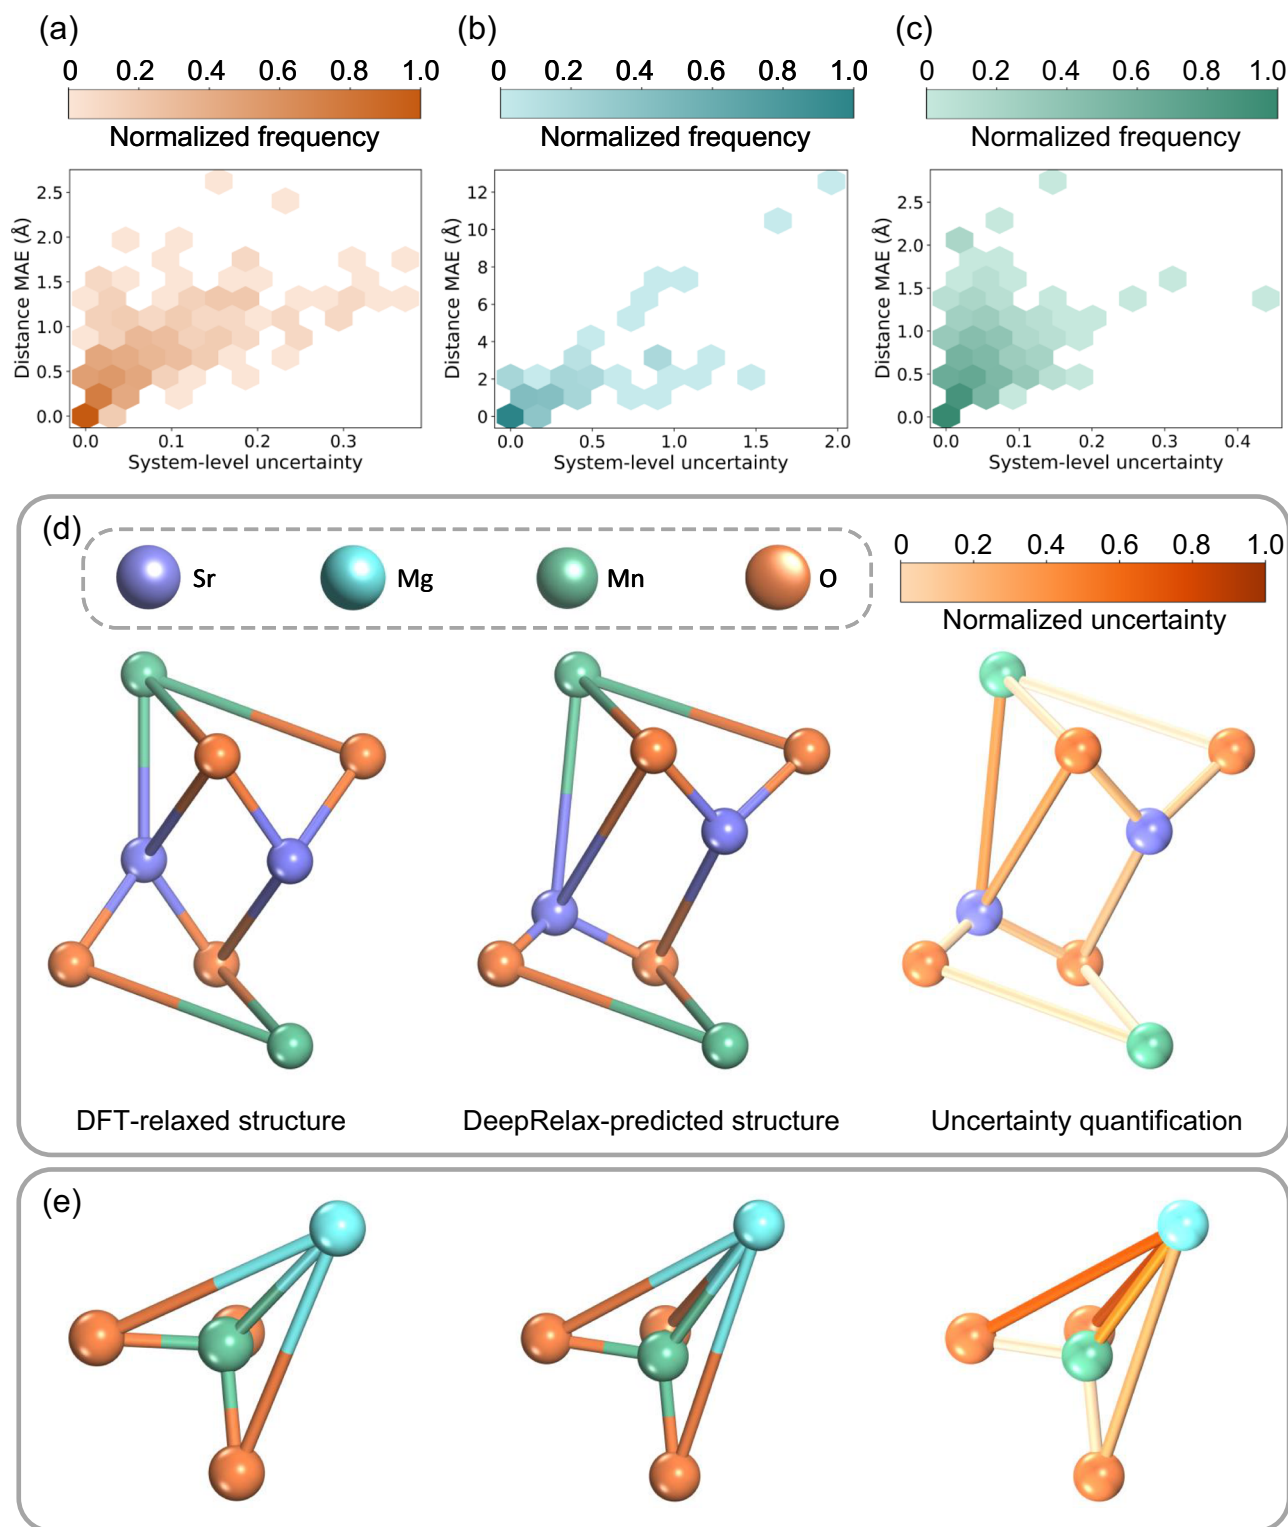 (a)
0 0.2 0.4 0.6 0.8 1.0
Normalized frequency
2.5
2.0
1.5
1.0
0.5
0.0
Distance MAE (Å)
0.0 0.1 0.2 0.3
System-level uncertainty
(b)
0 0.2 0.4 0.6 0.8 1.0
Normalized frequency
12
10
8
6
4
2
0
Distance MAE (Å)
0.0 0.5 1.0 1.5 2.0
System-level uncertainty
(c)
0 0.2 0.4 0.6 0.8 1.0
Normalized frequency
2.5
2.0
1.5
1.0
0.5
0.0
Distance MAE (Å)
0.0 0.1 0.2 0.3 0.4
System-level uncertainty
(d)
Sr Mg Mn O
0 0.2 0.4 0.6 0.8 1.0
Normalized uncertainty
DFT-relaxed structure
DeepRelax-predicted structure
Uncertainty quantification
(e)